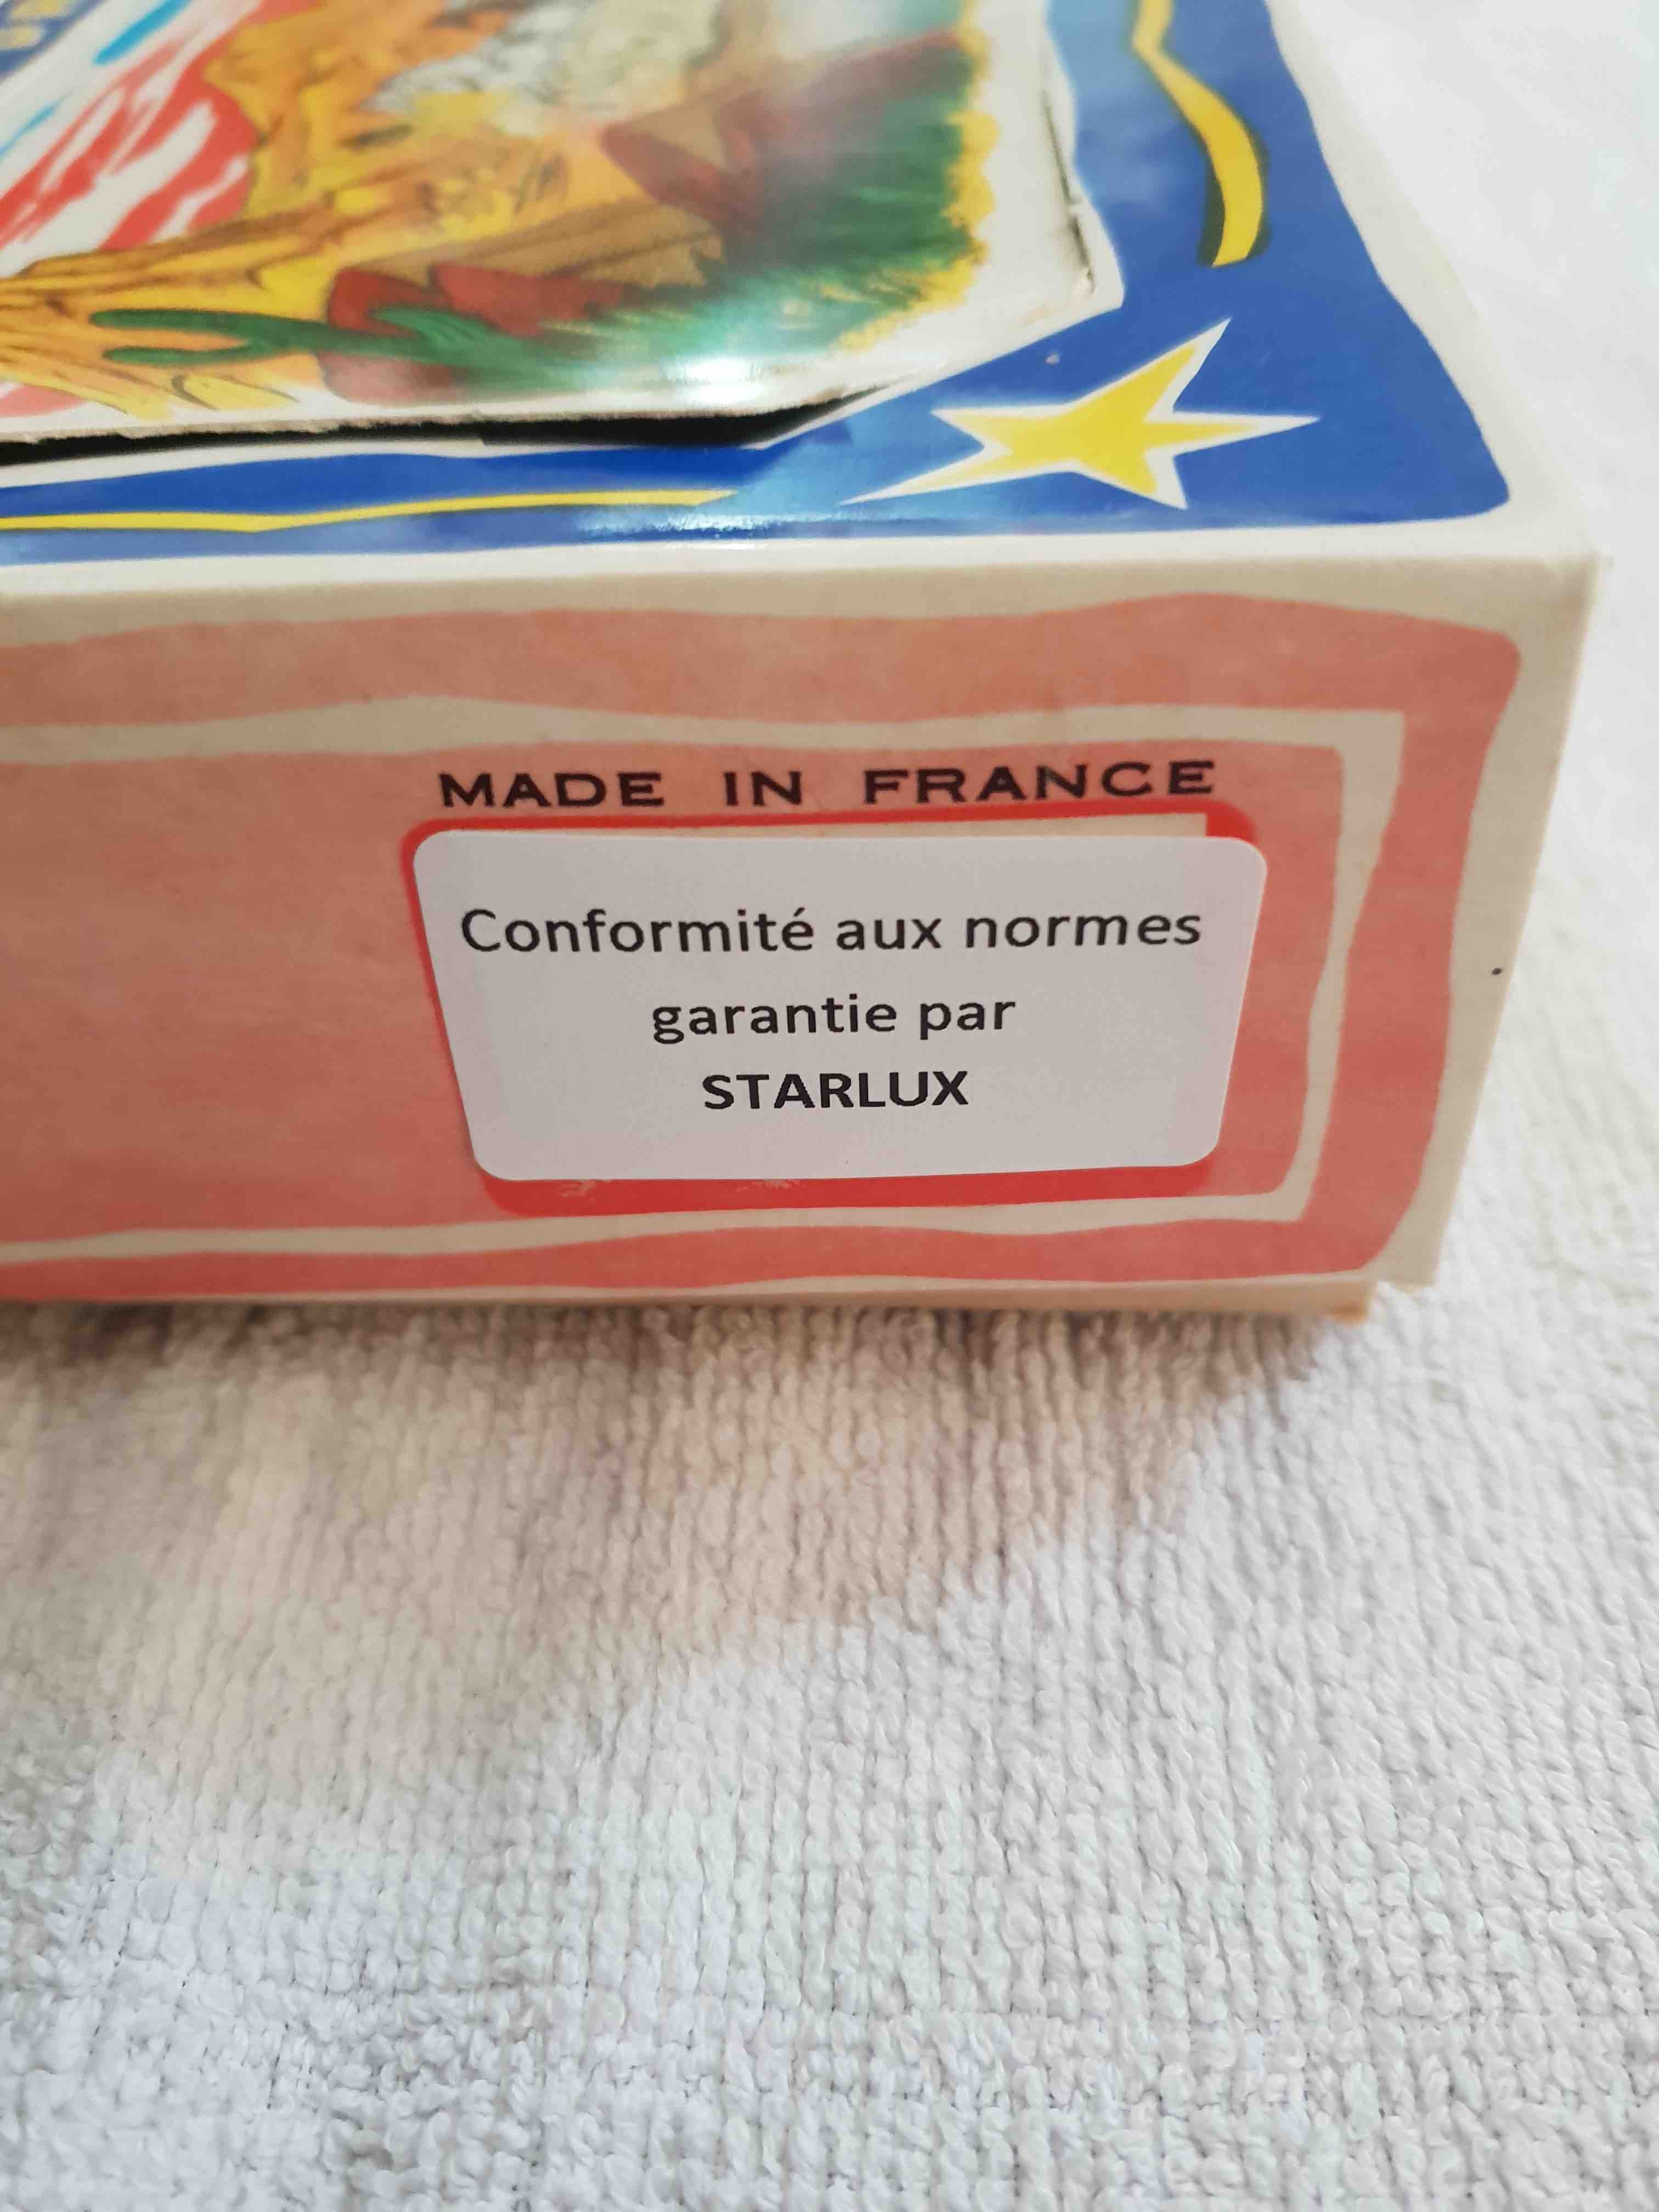 MADE IN FRANCE
Conformité aux normes
garantie par
STARLUX